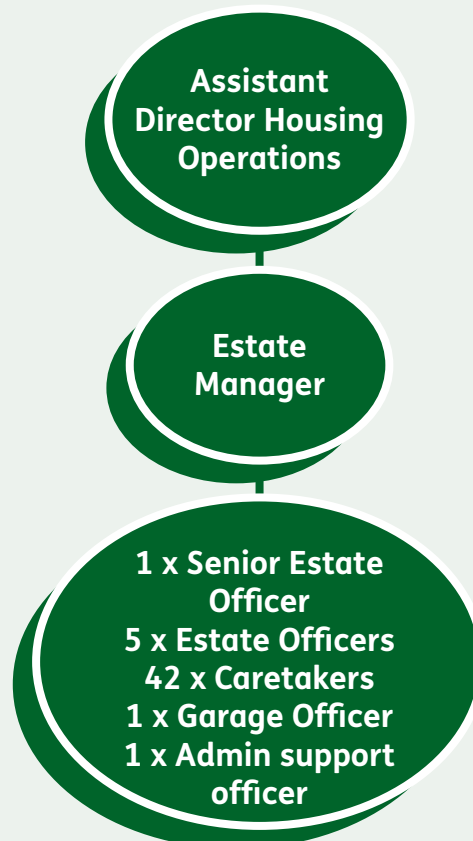 Assistant
Director Housing
Operations
Estate
Manager
1 x Senior Estate
Officer
5 x Estate Officers
42 x Caretakers
1 x Garage Officer
1 x Admin support
officer